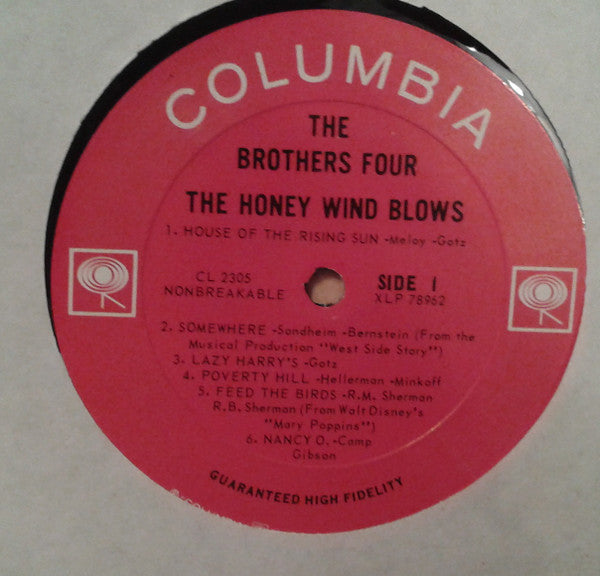 COLUMBIA
THE
BROTHERS FOUR
THE HONEY WIND BLOWS
1. HOUSE OF THE RISING SUN -Meloy -Gotz
CL 2305
NONBREAKABLE
SIDE 1
XLP 78962
2. SOMEWHERE -Sondheim -Bernstein (From the
Musical Production "West Side Story")
3. LAZY HARRY'S -Gotz
4. POVERTY HILL -Hellerman -Minkoff
5. FEED THE BIRDS -R.M. Sherman
R.B. Sherman (From Walt Disney's
"Mary Poppins")
6. NANCY O. -Camp
Gibson
GUARANTEED HIGH FIDELITY